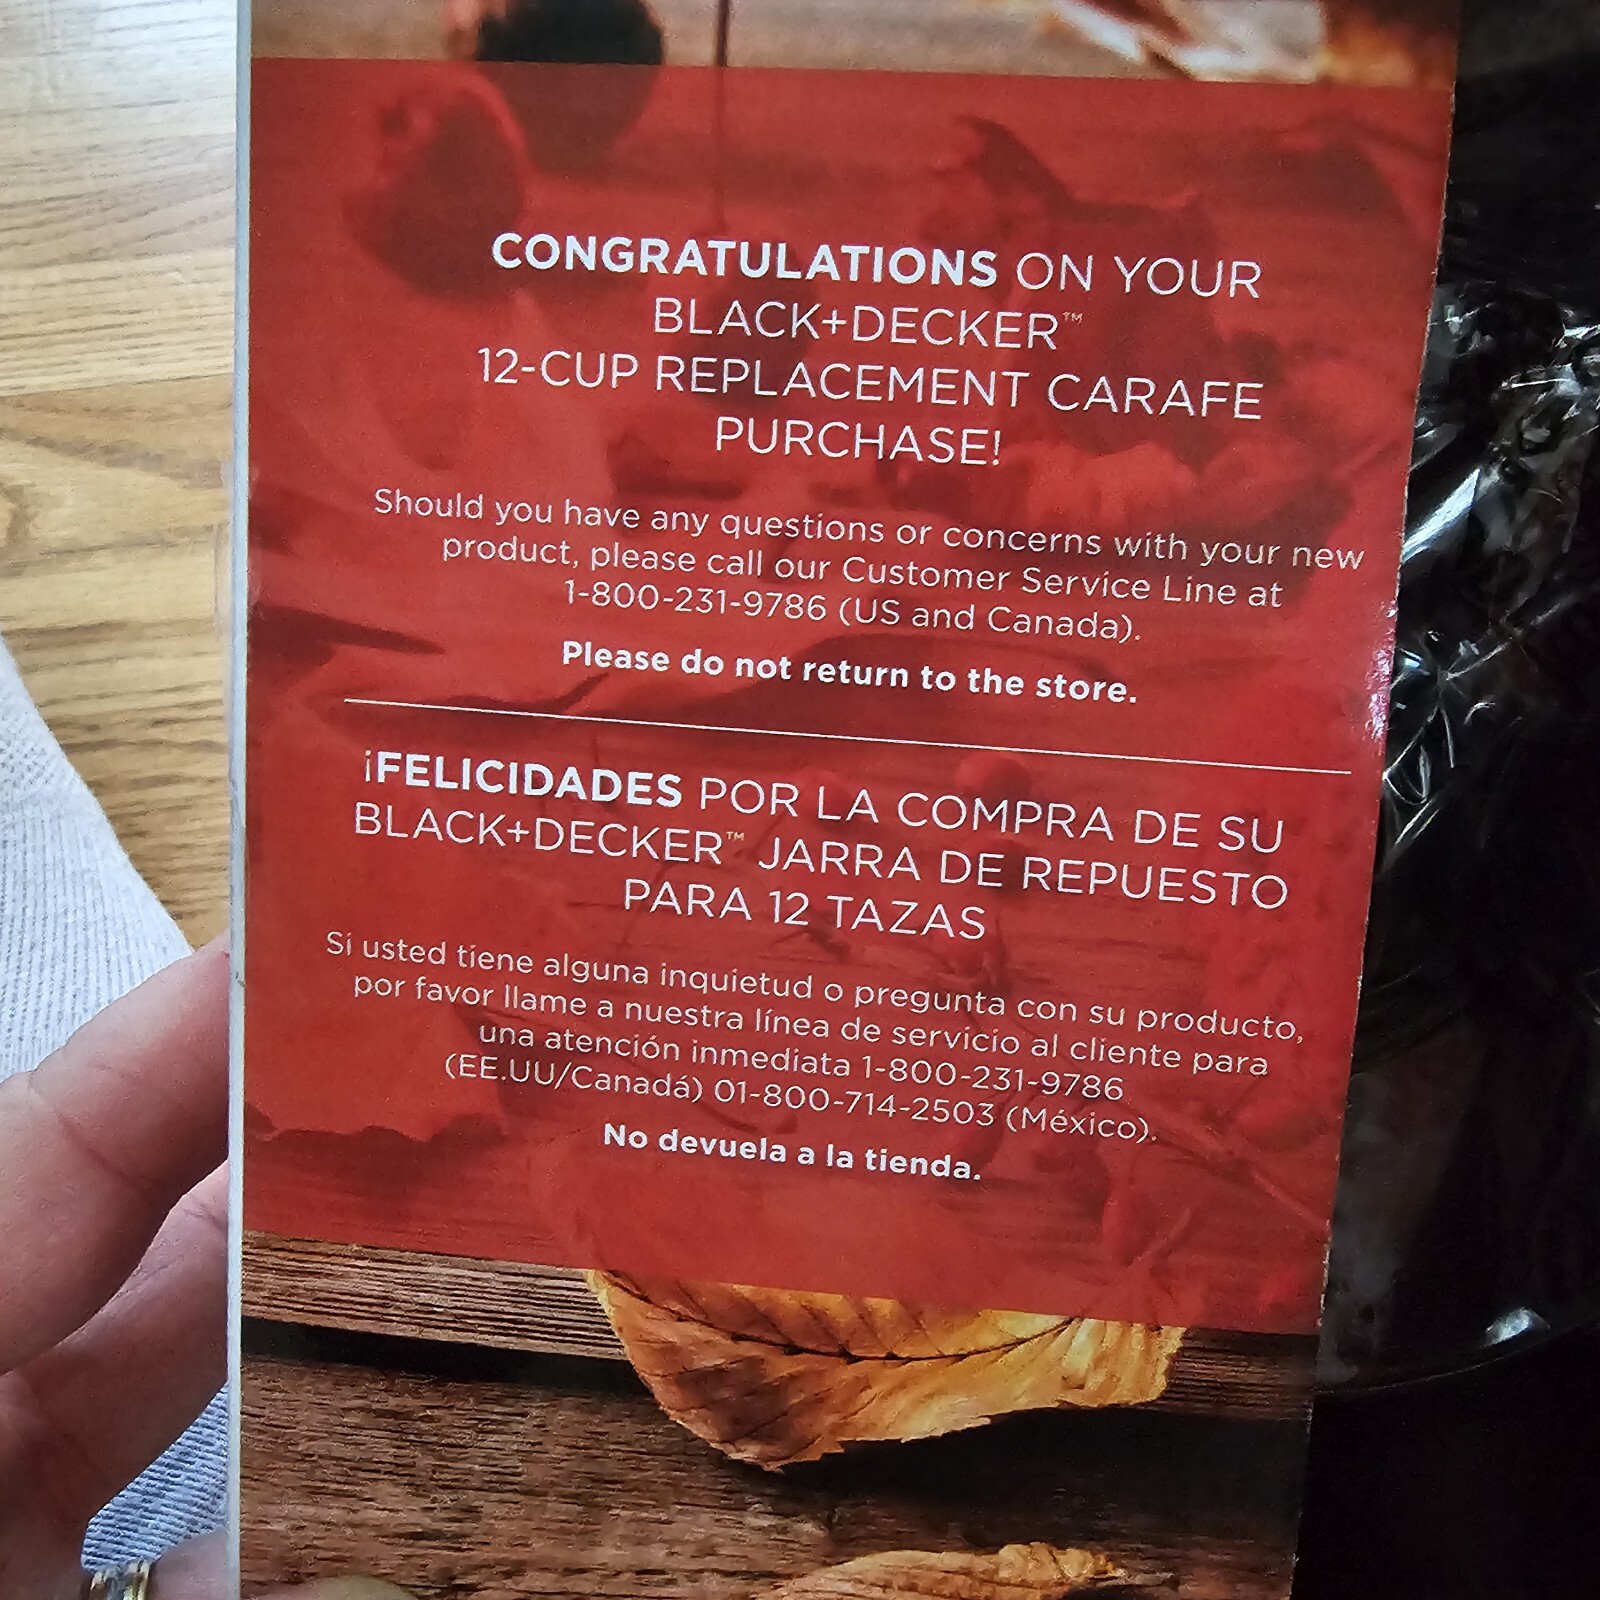 CONGRATULATIONS ON YOUR
BLACK+DECKER™
12-CUP REPLACEMENT CARAFE
PURCHASE!
Should you have any questions or concerns with your new
product, please call our Customer Service Line at
1-800-231-9786 (US and Canada).
Please do not return to the store.
¡FELICIDADES POR LA COMPRA DE SU
BLACK+DECKER™ JARRA DE REPUESTO
PARA 12 TAZAS
Si usted tiene alguna inquietud o pregunta con su producto,
por favor llame a nuestra línea de servicio al cliente para
una atención inmediata 1-800-231-9786
(EE.UU/Canadá) 01-800-714-2503 (México).
No devuela a la tienda.